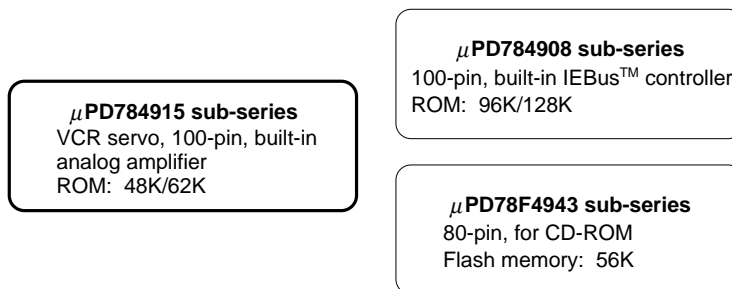 μPD784915 sub-series
VCR servo, 100-pin, built-in
analog amplifier
ROM: 48K/62K
μPD784908 sub-series
100-pin, built-in IEBus™ controller
ROM: 96K/128K
μPD78F4943 sub-series
80-pin, for CD-ROM
Flash memory: 56K